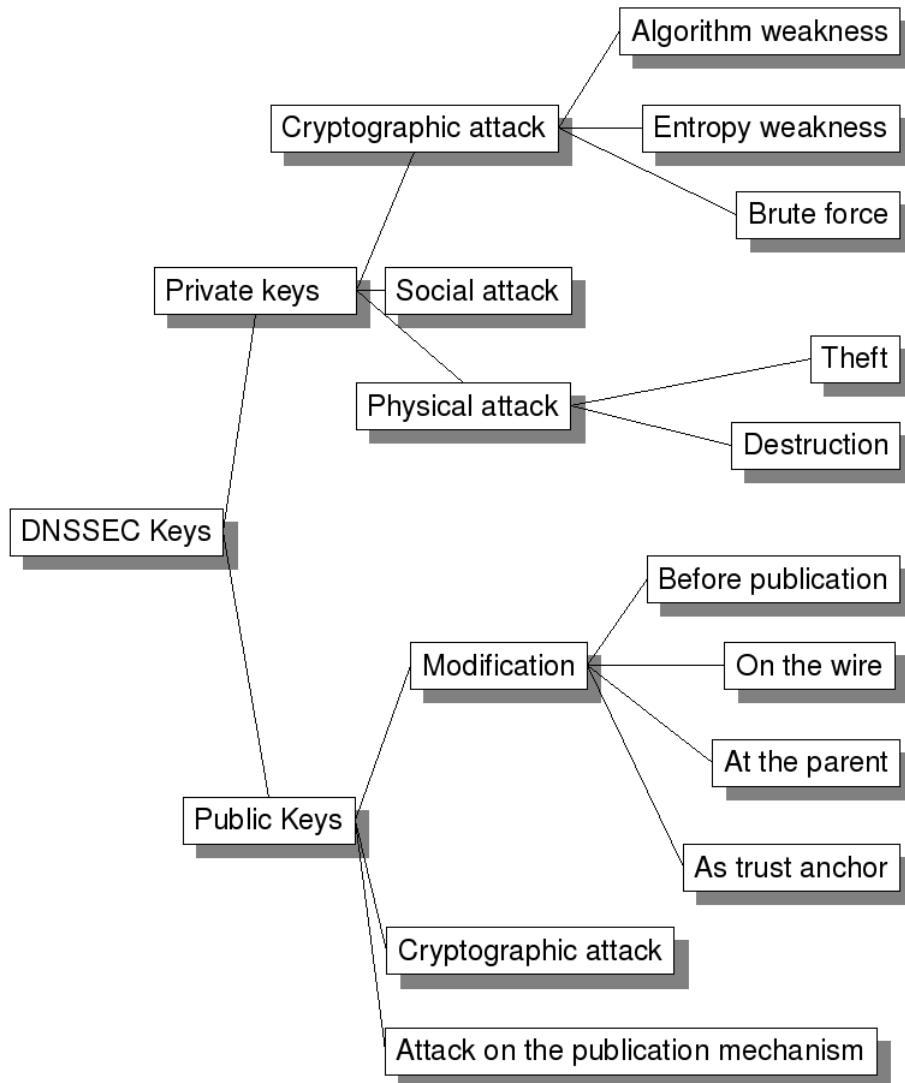 Algorithm weakness
Cryptographic attack
Entropy weakness
Brute force
Private keys
Social attack
Theft
Physical attack
Destruction
DNSSEC Keys
Before publication
Modification
On the wire
At the parent
Public Keys
As trust anchor
Cryptographic attack
Attack on the publication mechanism